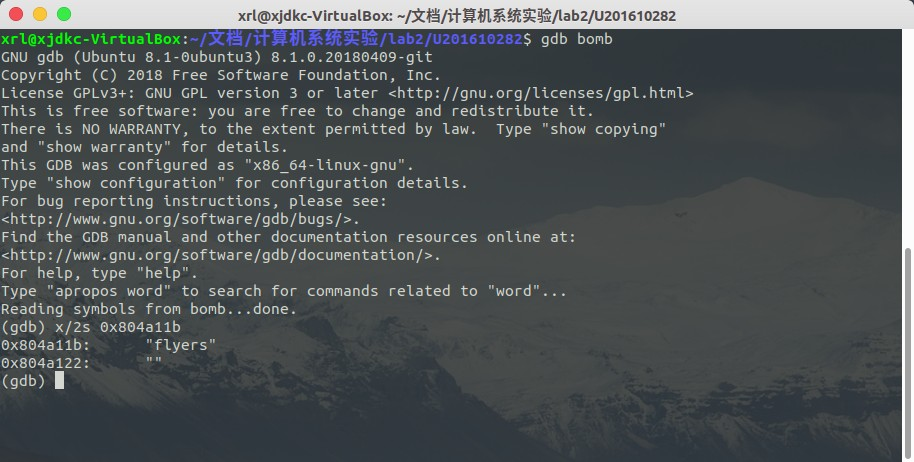 xrl@xjdkc-VirtualBox: ~/文档/计算机系统实验/lab2/U201610282
xrl@xjdkc-VirtualBox:~/文档/计算机系统实验/lab2/U201610282$ gdb bomb
GNU gdb (Ubuntu 8.1-0ubuntu3) 8.1.0.20180409-git
Copyright (C) 2018 Free Software Foundation, Inc.
License GPLv3+: GNU GPL version 3 or later <http://gnu.org/licenses/gpl.html>
This is free software: you are free to change and redistribute it.
There is NO WARRANTY, to the extent permitted by law.  Type "show copying"
and "show warranty" for details.
This GDB was configured as "x86_64-linux-gnu".
Type "show configuration" for configuration details.
For bug reporting instructions, please see:
<http://www.gnu.org/software/gdb/bugs/>.
Find the GDB manual and other documentation resources online at:
<http://www.gnu.org/software/gdb/documentation/>.
For help, type "help".
Type "apropos word" to search for commands related to "word"...
Reading symbols from bomb...done.
(gdb) x/2s 0x804a11b
0x804a11b:      "flyers"
0x804a122:      ""
(gdb)